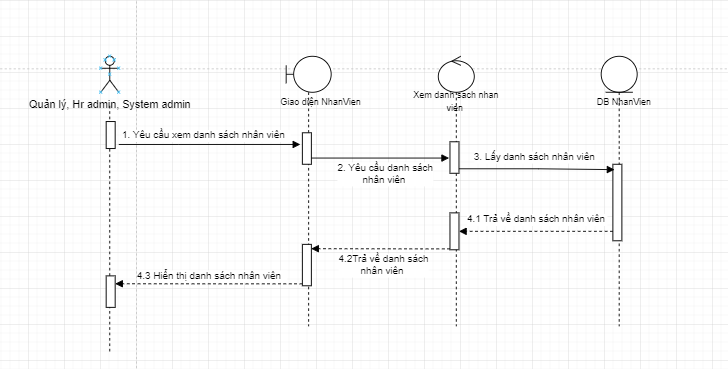 Quản lý, Hr admin, System admin
Giao diện NhanVien
Xem danh sach nhan
viên
DB NhanVien
1. Yêu cầu xem danh sách nhân viên
2. Yêu cầu danh sách
nhân viên
3. Lấy danh sách nhân viên
4.1 Trả về danh sách nhân viên
4.2Trả về danh sách
nhân viên
4.3 Hiển thị danh sách nhân viên